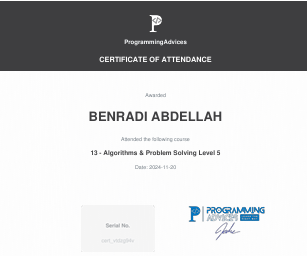 ProgrammingAdvices
CERTIFICATE OF ATTENDANCE
Awarded
BENRADI ABDELLAH
Attended the following course
13 - Algorithms & Problem Solving Level 5
Date: 2024-11-20
Serial No.
PROGRAMMING
ADVICES